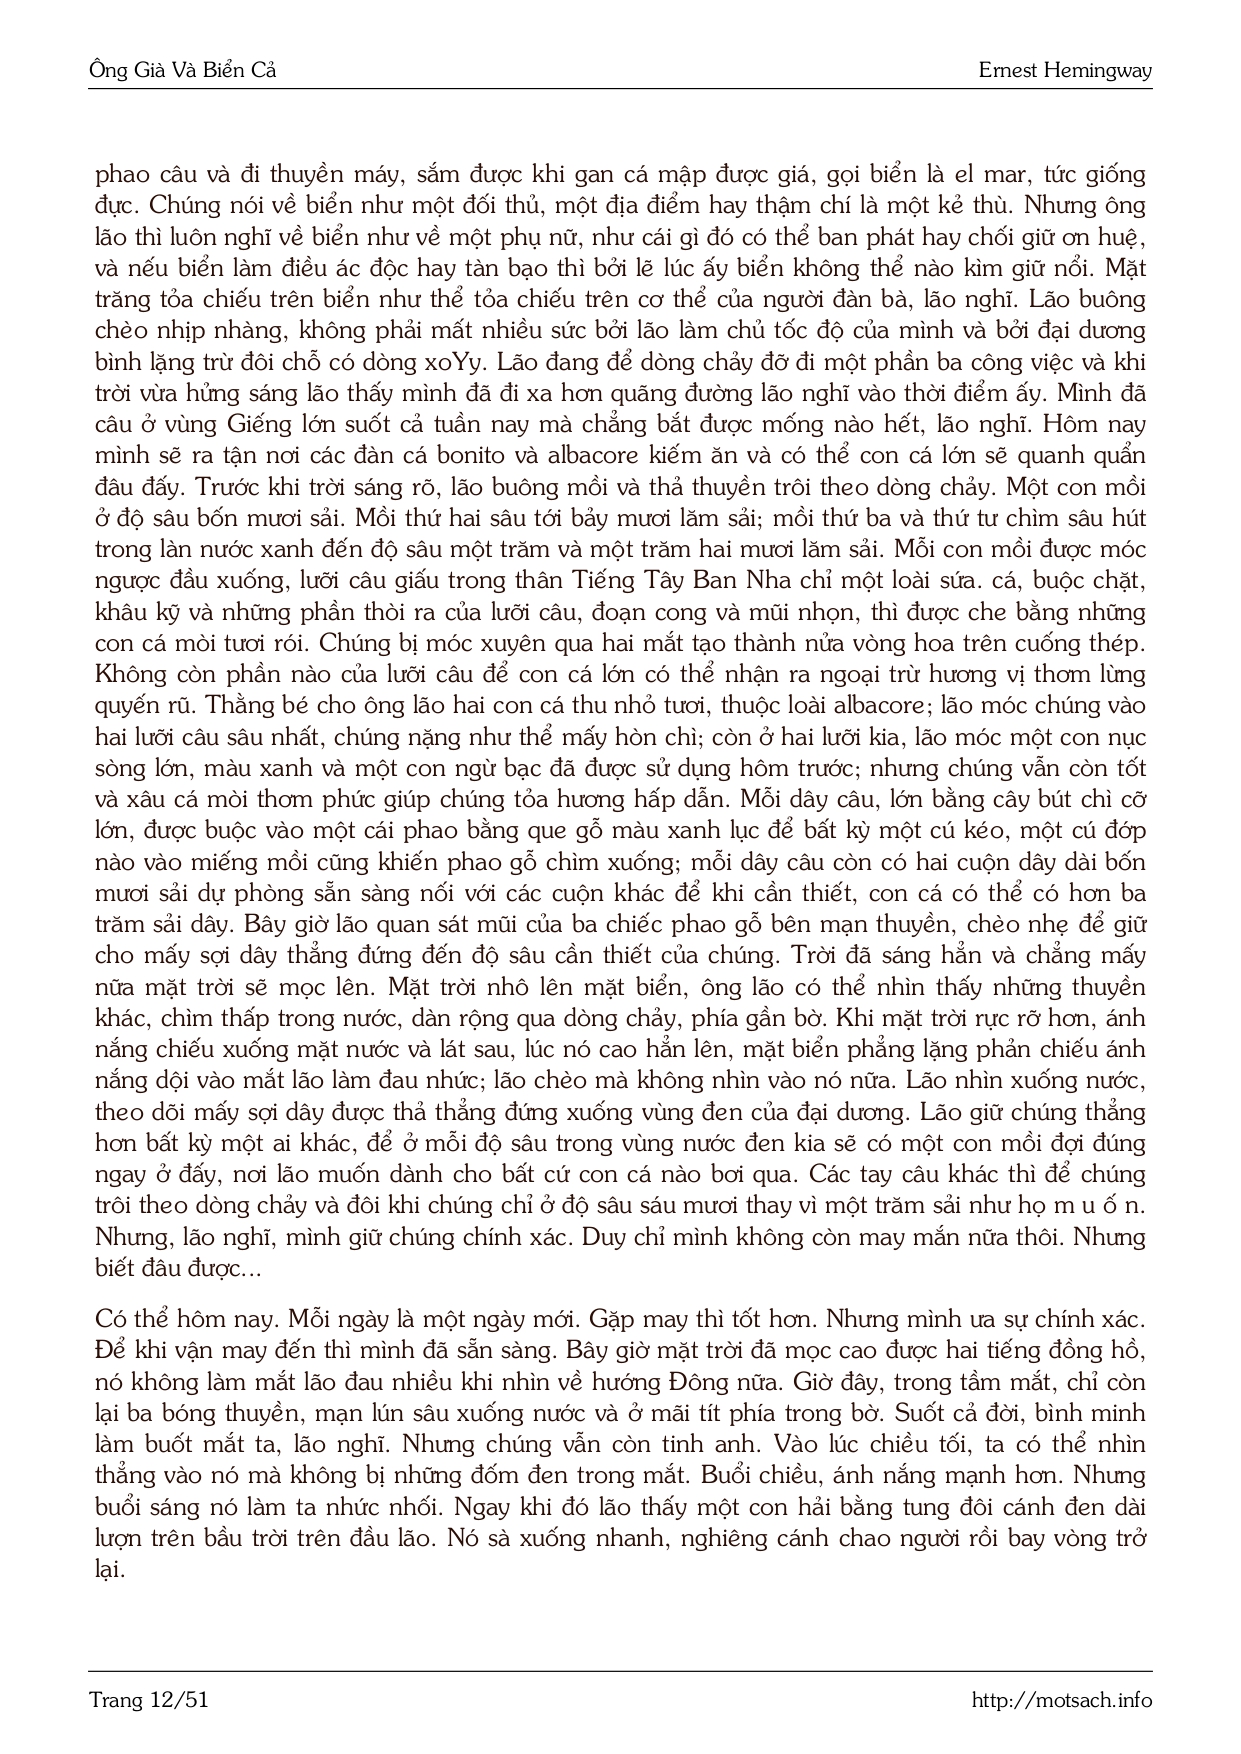 Ông Già Và Biển Cả
Ernest Hemingway
phao câu và đi thuyền máy, sắm được khi gan cá mập được giá, gọi biển là el mar, tức giống
đực. Chúng nói về biển như một đối thủ, một địa điểm hay thậm chí là một kẻ thù. Nhưng ông
lão thì luôn nghĩ về biển như về một phụ nữ, như cái gì đó có thể ban phát hay chối giữ ơn huệ,
và nếu biển làm điều ác độc hay tàn bạo thì bởi lẽ lúc ấy biển không thể nào kìm giữ nổi. Mặt
trăng tỏa chiếu trên biển như thể tỏa chiếu trên cơ thể của người đàn bà, lão nghĩ. Lão buông
chèo nhịp nhàng, không phải mất nhiều sức bởi lão làm chủ tốc độ của mình và bởi đại dương
bình lặng trừ đôi chỗ có dòng xoYy. Lão đang để dòng chảy đỡ đi một phần ba công việc và khi
trời vừa hửng sáng lão thấy mình đã đi xa hơn quãng đường lão nghĩ vào thời điểm ấy. Mình đã
câu ở vùng Giếng lớn suốt cả tuần nay mà chẳng bắt được mống nào hết, lão nghĩ. Hôm nay
mình sẽ ra tận nơi các đàn cá bonito và albacore kiếm ăn và có thể con cá lớn sẽ quanh quẩn
đâu đấy. Trước khi trời sáng rõ, lão buông mồi và thả thuyền trôi theo dòng chảy. Một con mồi
ở độ sâu bốn mươi sải. Mồi thứ hai sâu tới bảy mươi lăm sải; mồi thứ ba và thứ tư chìm sâu hút
trong làn nước xanh đến độ sâu một trăm và một trăm hai mươi lăm sải. Mỗi con mồi được móc
ngược đầu xuống, lưỡi câu giấu trong thân Tiếng Tây Ban Nha chỉ một loài sứa. cá, buộc chặt,
khâu kỹ và những phần thòi ra của lưỡi câu, đoạn cong và mũi nhọn, thì được che bằng những
con cá mòi tươi rói. Chúng bị móc xuyên qua hai mắt tạo thành nửa vòng hoa trên cuống thép.
Không còn phần nào của lưỡi câu để con cá lớn có thể nhận ra ngoại trừ hương vị thơm lừng
quyến rũ. Thằng bé cho ông lão hai con cá thu nhỏ tươi, thuộc loài albacore; lão móc chúng vào
hai lưỡi câu sâu nhất, chúng nặng như thể mấy hòn chì; còn ở hai lưỡi kia, lão móc một con nục
sòng lớn, màu xanh và một con ngừ bạc đã được sử dụng hôm trước; nhưng chúng vẫn còn tốt
và xâu cá mòi thơm phức giúp chúng tỏa hương hấp dẫn. Mỗi dây câu, lớn bằng cây bút chì cỡ
lớn, được buộc vào một cái phao bằng que gỗ màu xanh lục để bất kỳ một cú kéo, một cú đớp
nào vào miếng mồi cũng khiến phao gỗ chìm xuống; mỗi dây câu còn có hai cuộn dây dài bốn
mươi sải dự phòng sẵn sàng nối với các cuộn khác để khi cần thiết, con cá có thể có hơn ba
trăm sải dây. Bây giờ lão quan sát mũi của ba chiếc phao gỗ bên mạn thuyền, chèo nhẹ để giữ
cho mấy sợi dây thẳng đứng đến độ sâu cần thiết của chúng. Trời đã sáng hẳn và chẳng mấy
nữa mặt trời sẽ mọc lên. Mặt trời nhô lên mặt biển, ông lão có thể nhìn thấy những thuyền
khác, chìm thấp trong nước, dàn rộng qua dòng chảy, phía gần bờ. Khi mặt trời rực rỡ hơn, ánh
nắng chiếu xuống mặt nước và lát sau, lúc nó cao hẳn lên, mặt biển phẳng lặng phản chiếu ánh
nắng dội vào mắt lão làm đau nhức; lão chèo mà không nhìn vào nó nữa. Lão nhìn xuống nước,
theo dõi mấy sợi dây được thả thẳng đứng xuống vùng đen của đại dương. Lão giữ chúng thẳng
hơn bất kỳ một ai khác, để ở mỗi độ sâu trong vùng nước đen kia sẽ có một con mồi đợi đúng
ngay ở đấy, nơi lão muốn dành cho bất cứ con cá nào bơi qua. Các tay câu khác thì để chúng
trôi theo dòng chảy và đôi khi chúng chỉ ở độ sâu sáu mươi thay vì một trăm sải như họ m u ố n.
Nhưng, lão nghĩ, mình giữ chúng chính xác. Duy chỉ mình không còn may mắn nữa thôi. Nhưng
biết đâu được...
Có thể hôm nay. Mỗi ngày là một ngày mới. Gặp may thì tốt hơn. Nhưng mình ưa sự chính xác.
Để khi vận may đến thì mình đã sẵn sàng. Bây giờ mặt trời đã mọc cao được hai tiếng đồng hồ,
nó không làm mắt lão đau nhiều khi nhìn về hướng Đông nữa. Giờ đây, trong tầm mắt, chỉ còn
lại ba bóng thuyền, mạn lún sâu xuống nước và ở mãi tít phía trong bờ. Suốt cả đời, bình minh
làm buốt mắt ta, lão nghĩ. Nhưng chúng vẫn còn tinh anh. Vào lúc chiều tối, ta có thể nhìn
thẳng vào nó mà không bị những đốm đen trong mắt. Buổi chiều, ánh nắng mạnh hơn. Nhưng
buổi sáng nó làm ta nhức nhối. Ngay khi đó lão thấy một con hải bằng tung đôi cánh đen dài
lượn trên bầu trời trên đầu lão. Nó sà xuống nhanh, nghiêng cánh chao người rồi bay vòng trở
lại.
Trang 12/51
http://motsach.info